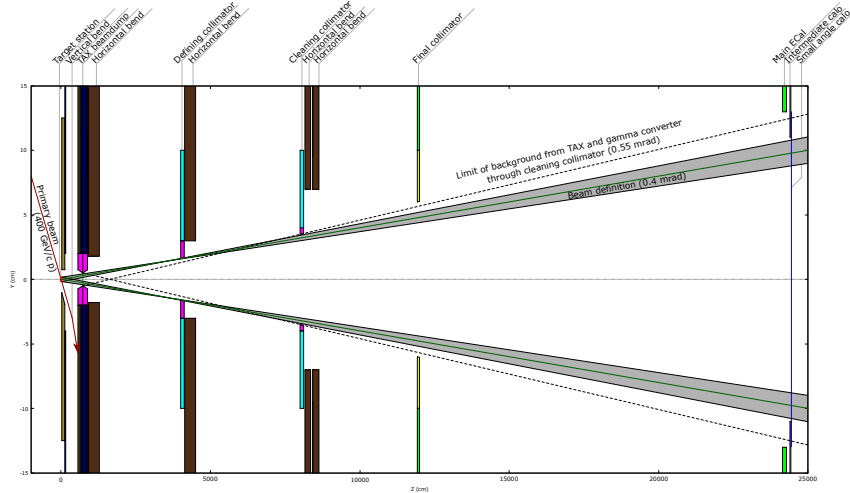 Target station
Vertical bend
TAX beamdump
Horizontal bend
Defining collimator
Horizontal bend
Cleaning collimator
Horizontal bend
Horizontal bend
Final collimator
Main ECal
Intermediate calo
Small angle calo
15
10
5
0
-5
-10
-15
Y (cm)
Primary beam
(400 GeV/c p)
Limit of background from TAX and gamma converter
through cleaning collimator (0.55 mrad)
Beam definition (0.4 mrad)
0
5000
10000
15000
20000
25000
Z (cm)